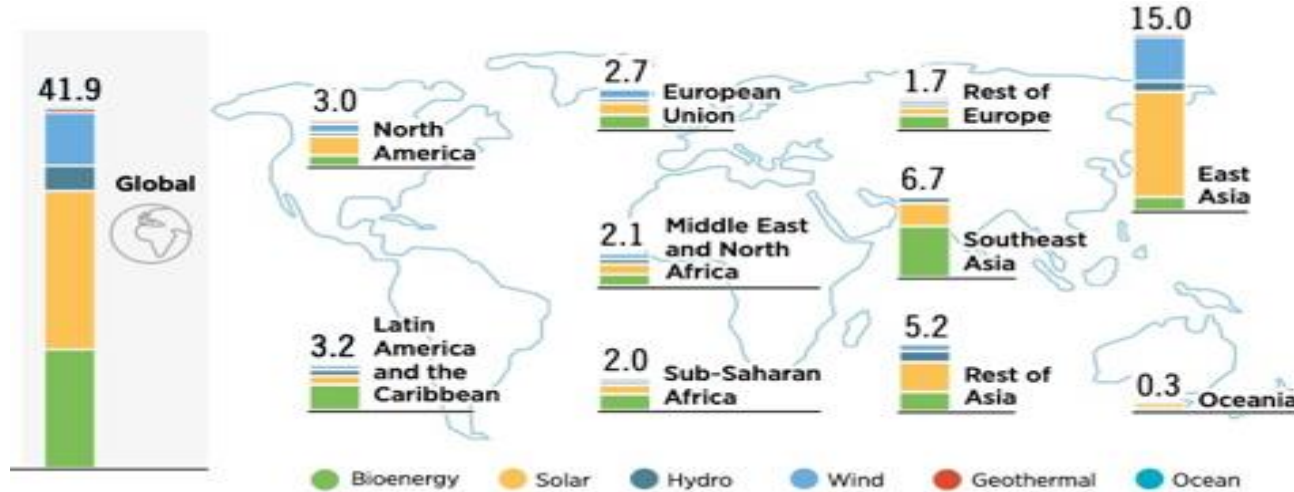 41.9
Global
3.0
North
America
2.7
European
Union
1.7
Rest of
Europe
15.0
East
Asia
2.1
Middle East
and North
Africa
6.7
Southeast
Asia
3.2
Latin
America
and the
Caribbean
2.0
Sub-Saharan
Africa
5.2
Rest of
Asia
0.3
Oceania
Bioenergy Solar Hydro Wind Geothermal Ocean